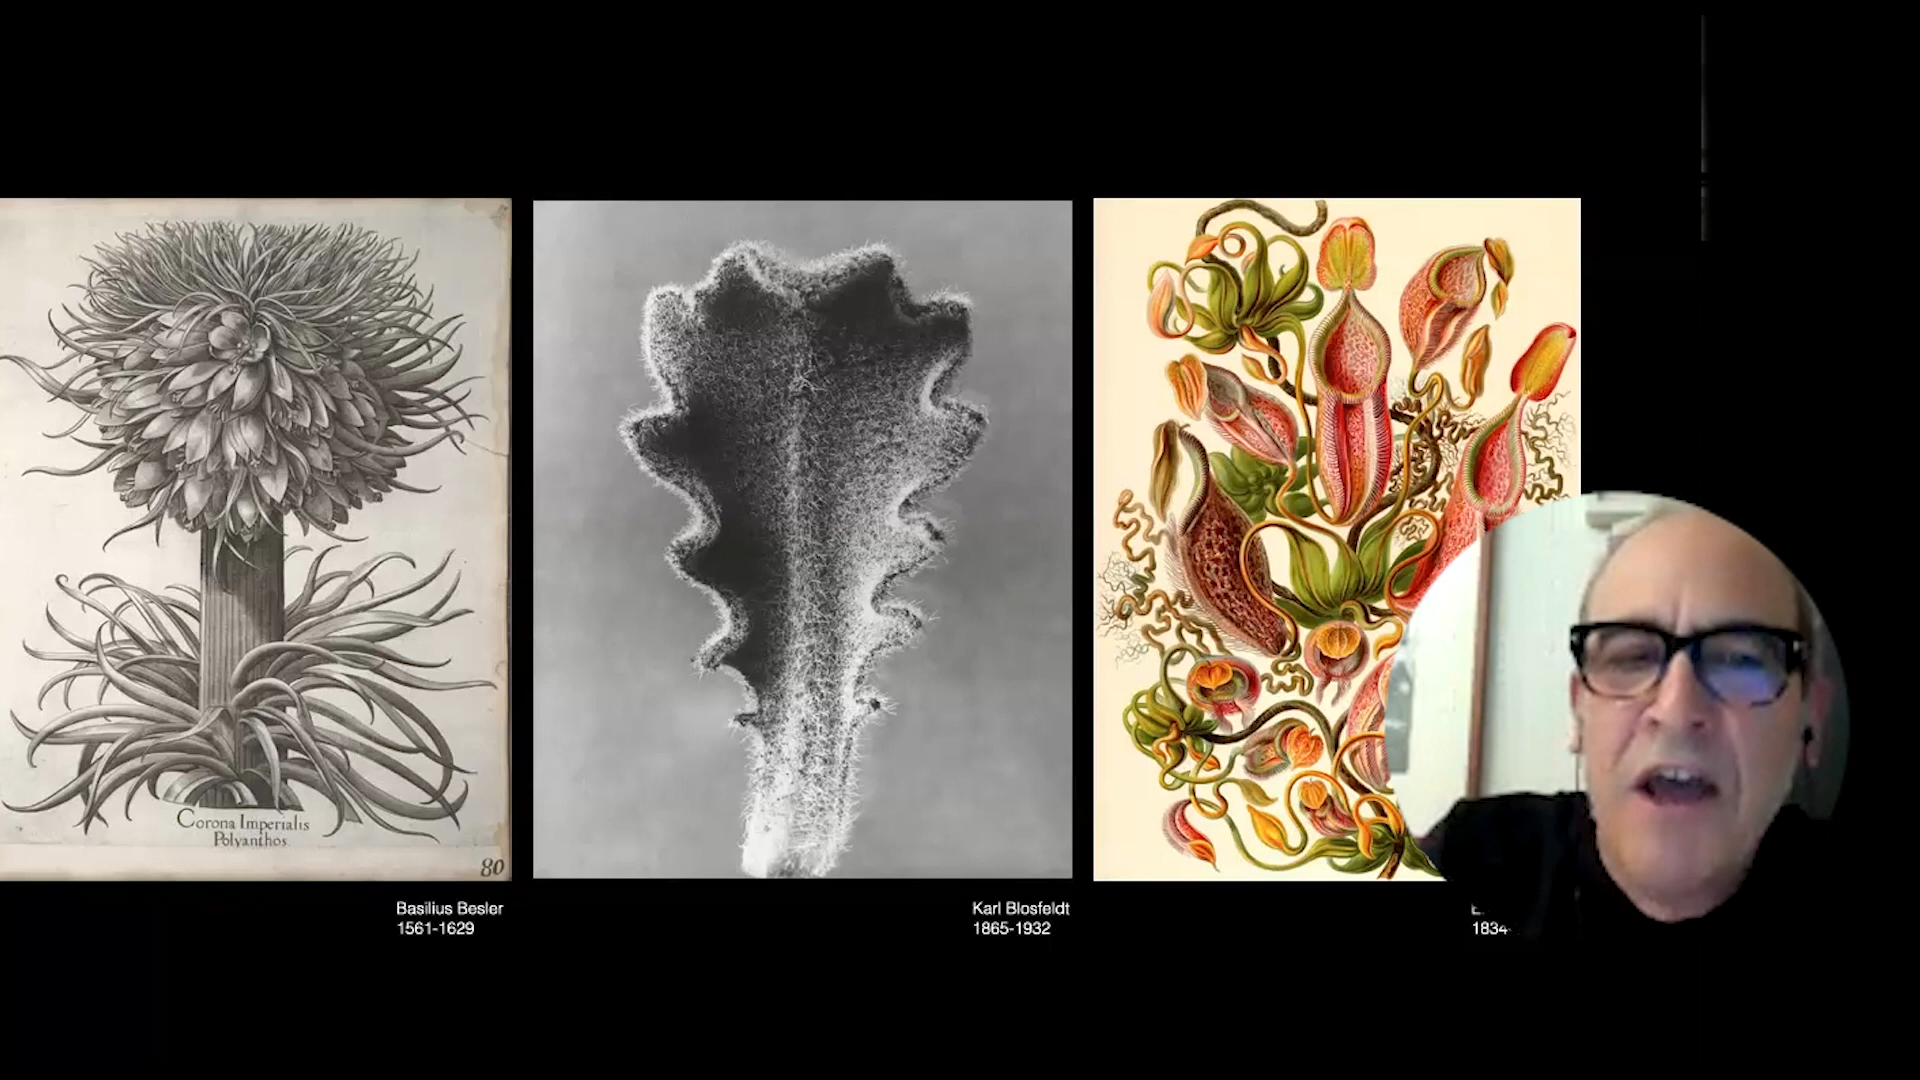 Corona Imperialis
Polyanthos.
80
Basilius Besler
1561-1629
Karl Blosfeldt
1865-1932
1834-